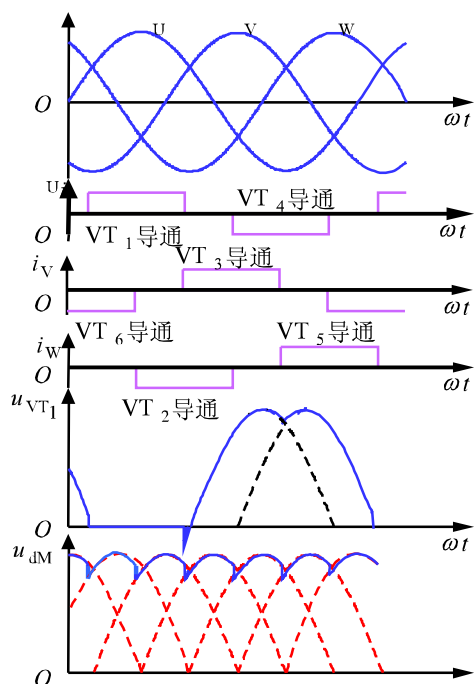 U V W
O ωt
U
VT 4导通
O VT 1导通 ωt
VT 3导通
iV
O ωt
VT 6导通 VT 5导通
iW
O ωt
VT 2导通
uVT1
O ωt
udM
O